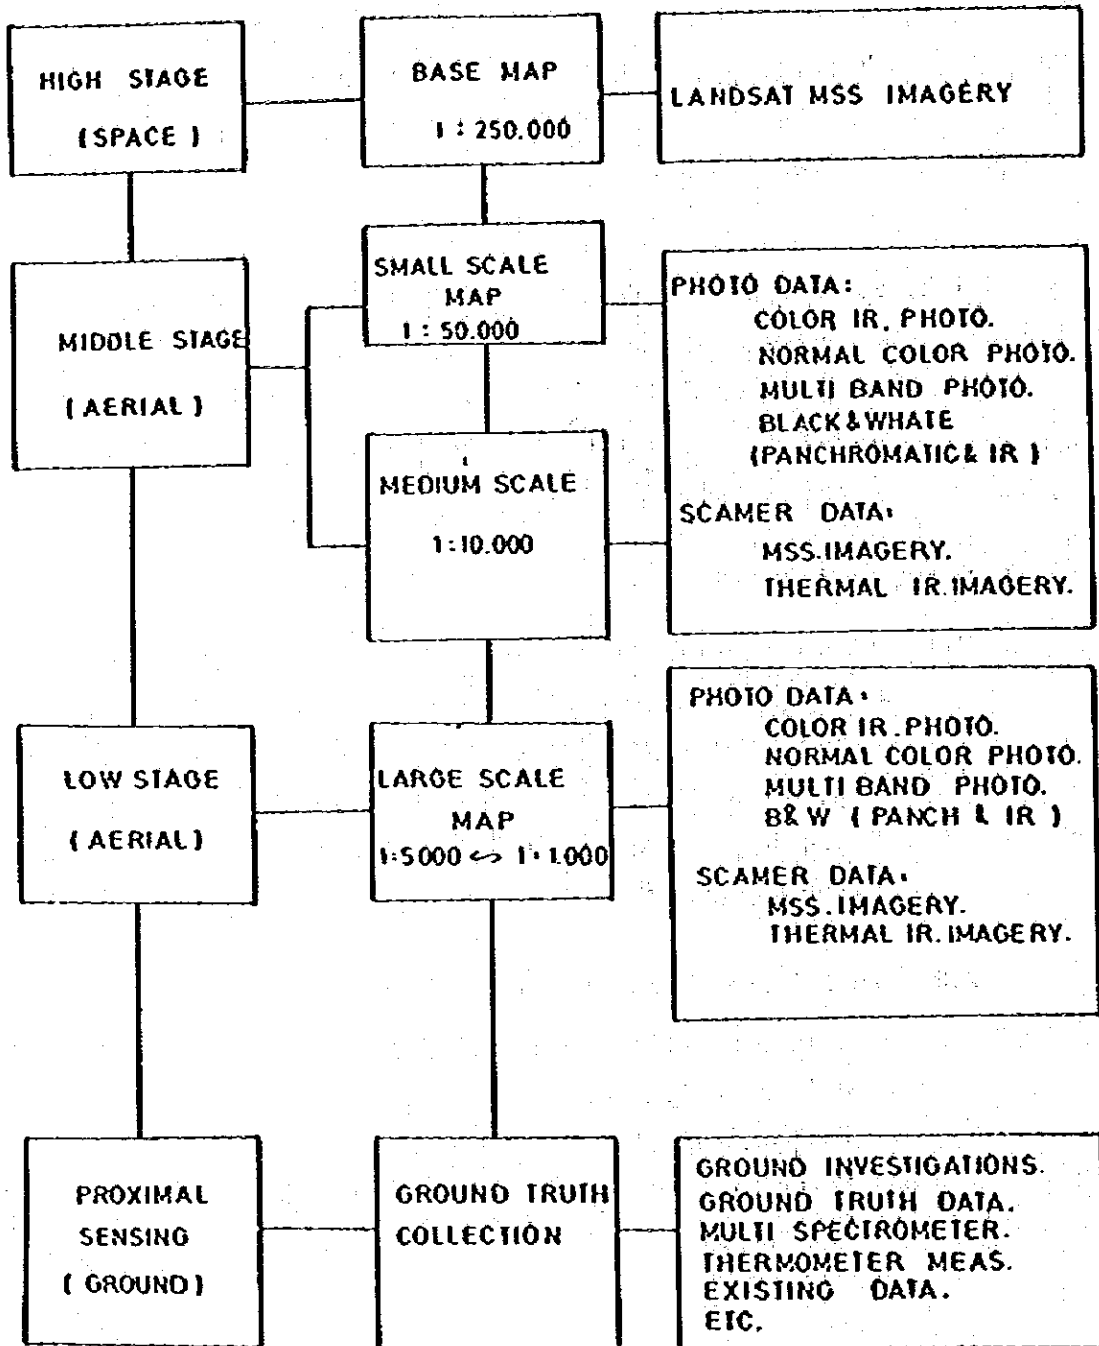 HIGH STAGE
(SPACE)
BASE MAP
1 : 250.000
LANDSAT MSS IMAGERY
MIDDLE STAGE
(AERIAL)
SMALL SCALE
MAP
1 : 50.000
MEDIUM SCALE
1:10.000
PHOTO DATA:
COLOR IR. PHOTO.
NORMAL COLOR PHOTO.
MULTI BAND PHOTO.
BLACK&WHATE
(PANCHROMATIC& IR)
SCAMER DATA:
MSS.IMAGERY.
THERMAL IR.IMAGERY.
LOW STAGE
(AERIAL)
LARGE SCALE
MAP
1:5000 <-> 1:1.000
PHOTO DATA:
COLOR IR.PHOTO.
NORMAL COLOR PHOTO.
MULTI BAND PHOTO.
B&W (PANCH & IR)
SCAMER DATA:
MSS.IMAGERY.
THERMAL IR.IMAGERY.
PROXIMAL
SENSING
(GROUND)
GROUND TRUTH
COLLECTION
GROUND INVESTIGATIONS.
GROUND TRUTH DATA.
MULTI SPECTROMETER.
THERMOMETER MEAS.
EXISTING DATA.
ETC.